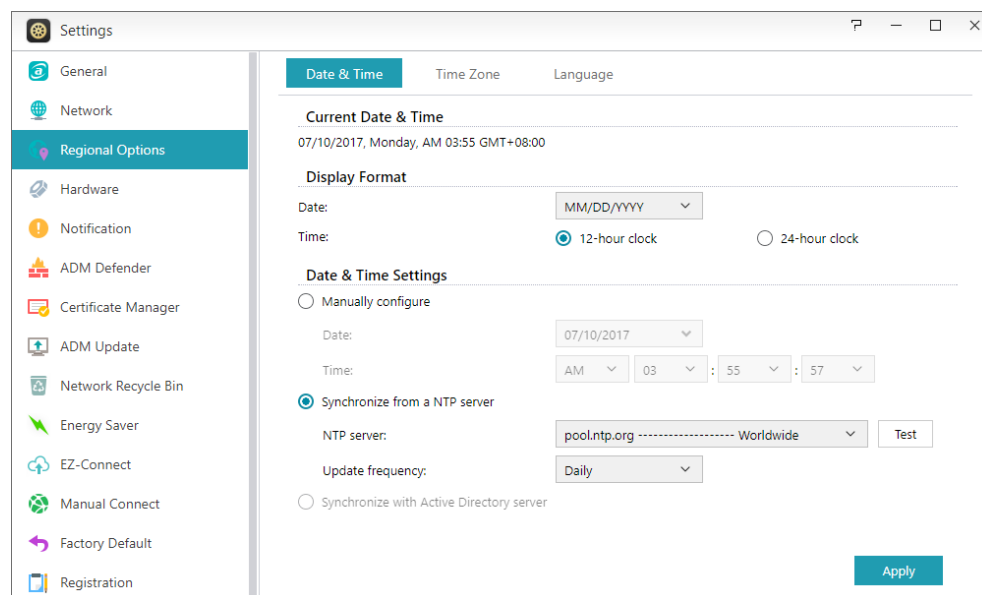 Settings
General
Network
Regional Options
Hardware
Notification
ADM Defender
Certificate Manager
ADM Update
Network Recycle Bin
Energy Saver
EZ-Connect
Manual Connect
Factory Default
Registration
Date & Time Time Zone Language
Current Date & Time
07/10/2017, Monday, AM 03:55 GMT+08:00
Display Format
Date: MM/DD/YYYY
Time: 12-hour clock 24-hour clock
Date & Time Settings
Manually configure
Date: 07/10/2017
Time: AM 03 : 55 : 57
Synchronize from a NTP server
NTP server: pool.ntp.org ------------------- Worldwide Test
Update frequency: Daily
Synchronize with Active Directory server
Apply